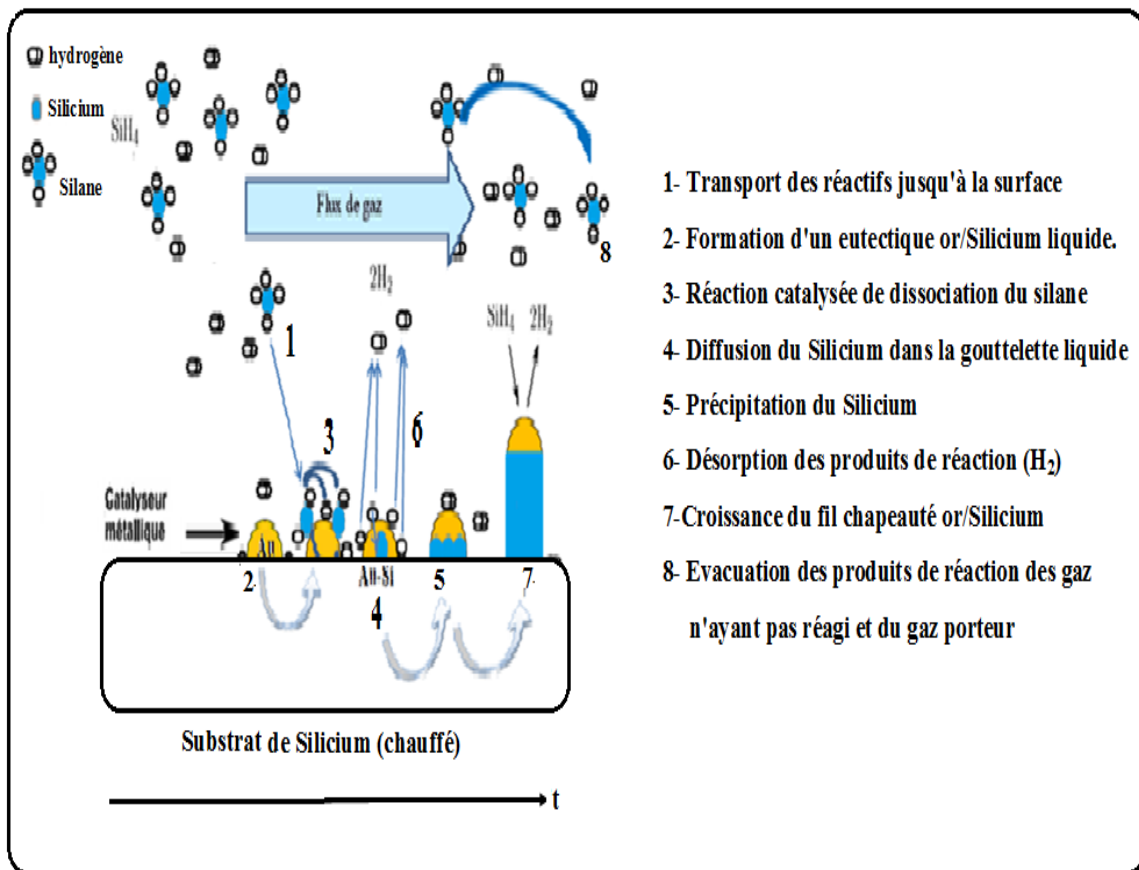 hydrogène
Silicium
SiH₄
Silane
Flux de gaz
8
2H₂
SiH₄
2H₂
1
3
6
Catalyseur
métallique
Au
2-
Au-Si
4
5
7-
Substrat de Silicium (chauffé)
t
1- Transport des réactifs jusqu'à la surface
2- Formation d'un eutectique or/Silicium liquide.
3- Réaction catalysée de dissociation du silane
4- Diffusion du Silicium dans la gouttelette liquide
5- Précipitation du Silicium
6- Désorption des produits de réaction (H₂)
7-Croissance du fil chapeauté or/Silicium
8- Evacuation des produits de réaction des gaz
n'ayant pas réagi et du gaz porteur